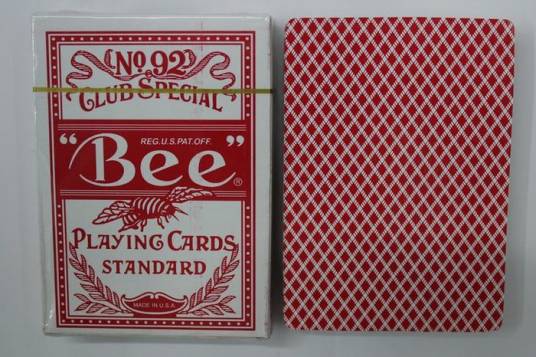 No 92
CLUB SPECIAL
REG.U.S.PAT.OFF.
"Bee"®
PLAYING CARDS
STANDARD
MADE IN U.S.A.